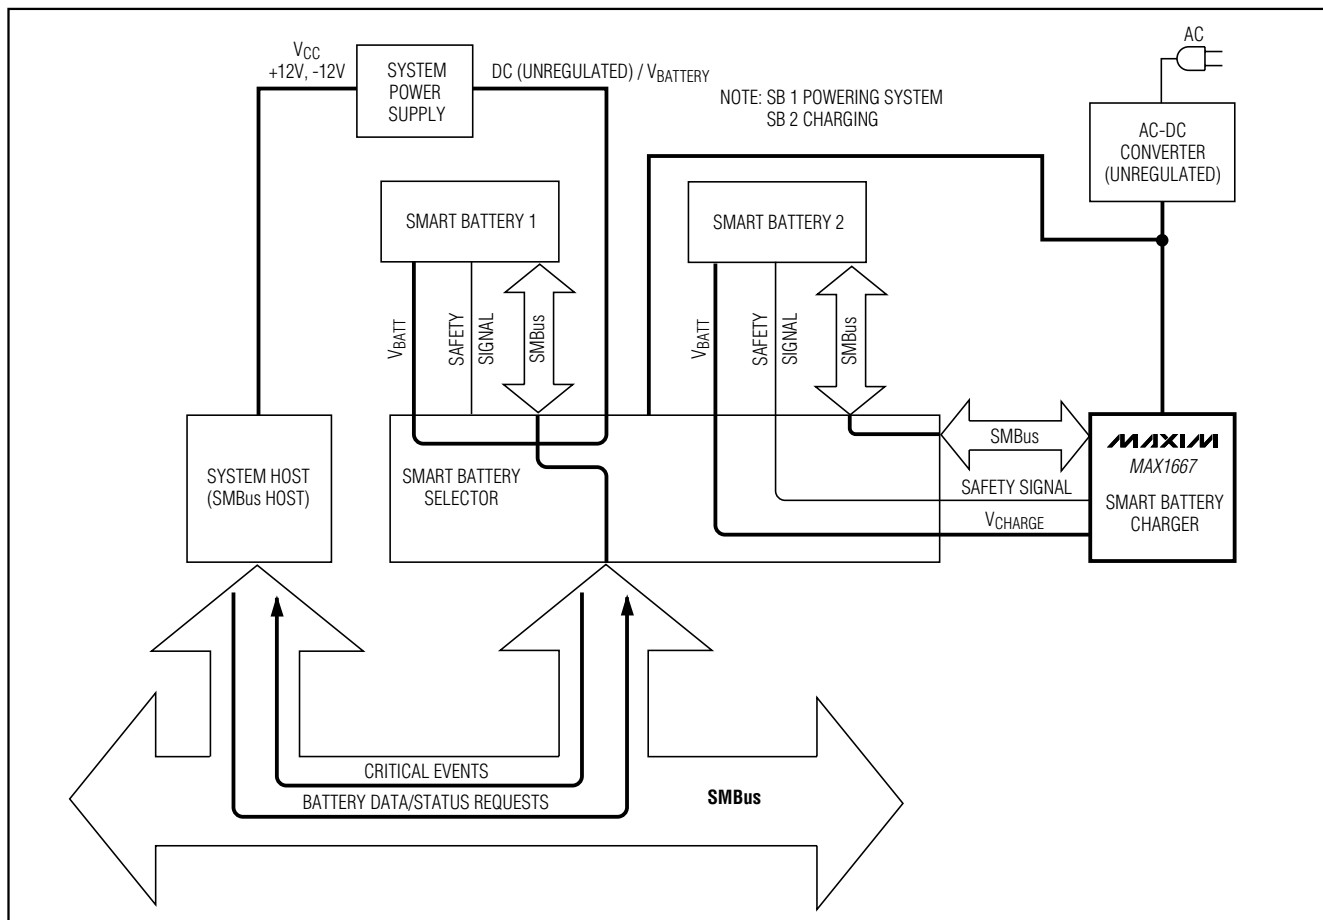 VCC
+12V, -12V
SYSTEM
POWER
SUPPLY
DC (UNREGULATED) / VBATTERY
NOTE: SB 1 POWERING SYSTEM
SB 2 CHARGING
AC
AC-DC
CONVERTER
(UNREGULATED)
SMART BATTERY 1
SMART BATTERY 2
VBATT
SAFETY
SIGNAL
SMBus
VBATT
SAFETY
SIGNAL
SMBus
SYSTEM HOST
(SMBus HOST)
SMART BATTERY
SELECTOR
SMBus
SAFETY SIGNAL
VCHARGE
MAXIM
MAX1667
SMART BATTERY
CHARGER
CRITICAL EVENTS
BATTERY DATA/STATUS REQUESTS
SMBus